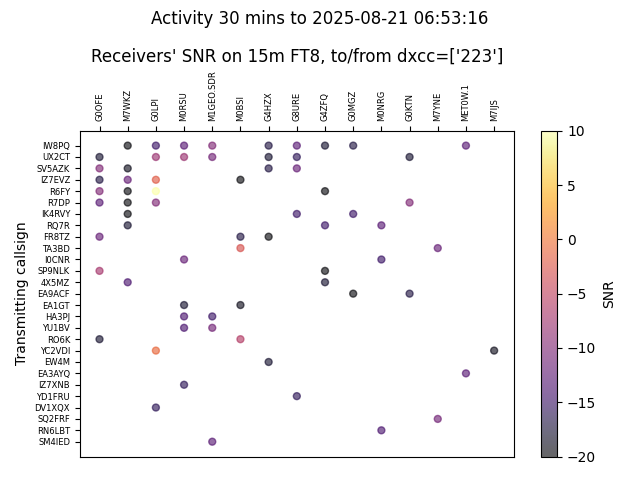 Activity 30 mins to 2025-08-21 06:53:16
Receivers' SNR on 15m FT8, to/from dxcc=['223']
G0OFE M7WKZ G0LPI M0RSU M1GEO.SDR M0BSI G4HZX G8URE G4ZFQ G0MGZ M0NRG G0KTN M7YNE MET0W.1 M7IJS
Transmitting callsign
IW8PQ
UX2CT
SV5AZK
IZ7EVZ
R6FY
R7DP
IK4RVY
RQ7R
FR8TZ
TA3BD
I0CNR
SP9NLK
4X5MZ
EA9ACF
EA1GT
HA3PJ
YU1BV
RO6K
YC2VDI
EW4M
EA3AYQ
IZ7XNB
YD1FRU
DV1XQX
SQ2FRF
RN6LBT
SM4IED
10
5
0
−5
−10
−15
−20
SNR